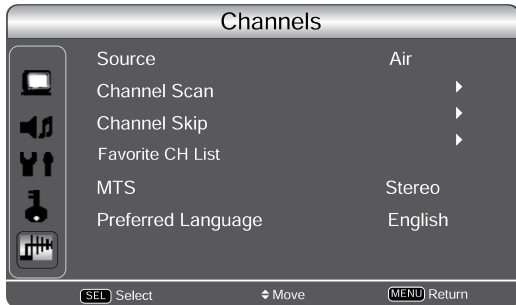 Channels
Source Air
Channel Scan
Channel Skip
Favorite CH List
MTS Stereo
Preferred Language English
SEL Select Move MENU Return